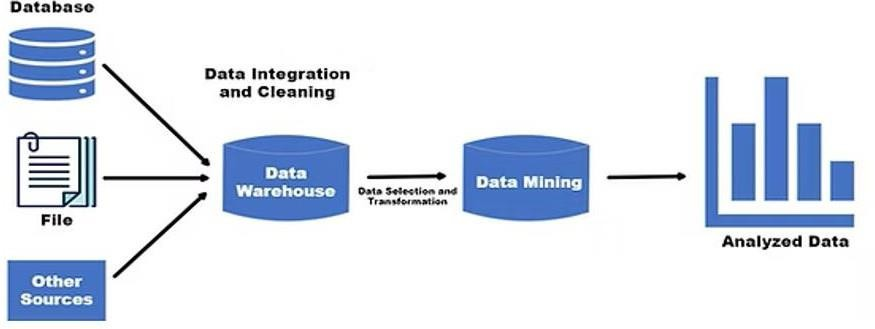 Database
Data Integration
and Cleaning
File
Other
Sources
Data
Warehouse
Data Selection and
Transformation
Data Mining
Analyzed Data